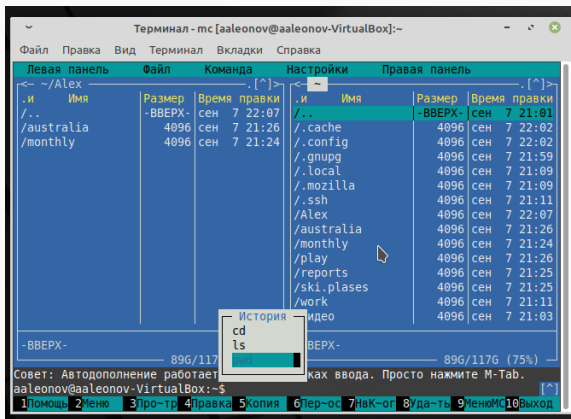 Терминал - mc [aaleonov@aaleonov-VirtualBox]:~
Файл Правка Вид Терминал Вкладки Справка
Левая панель Файл Команда Настройки Правая панель
<- ~/Alex .[^]> <- ~ .[^]>
.и Имя Размер Время правки .и Имя Размер Время правки
/.. -ВВЕРХ- сен 7 22:07 /.. -ВВЕРХ- сен 7 21:01
/australia 4096 сен 7 21:26 /.cache 4096 сен 7 22:02
/monthly 4096 сен 7 21:24 /.config 4096 сен 7 22:02
/.gnupg 4096 сен 7 21:59
/.local 4096 сен 7 21:09
/.mozilla 4096 сен 7 21:09
/.ssh 4096 сен 7 21:11
/Alex 4096 сен 7 22:07
/australia 4096 сен 7 21:26
/monthly 4096 сен 7 21:24
/play 4096 сен 7 21:26
/reports 4096 сен 7 21:25
/ski.plases 4096 сен 7 21:25
/work 4096 сен 7 21:11
идео 4096 сен 7 21:03
История
cd
ls
pwd
-ВВЕРХ- ВЕРХ-
89G/117 89G/117G (75%)
Совет: Автодополнение работает ках ввода. Просто нажмите M-Tab.
aaleonov@aaleonov-VirtualBox:~$ [^]
1Помощь 2Меню 3Про~тр 4Правка 5Копия 6Пер~ос 7НвК~ог 8Уда~ть 9МенюMC 10Выход